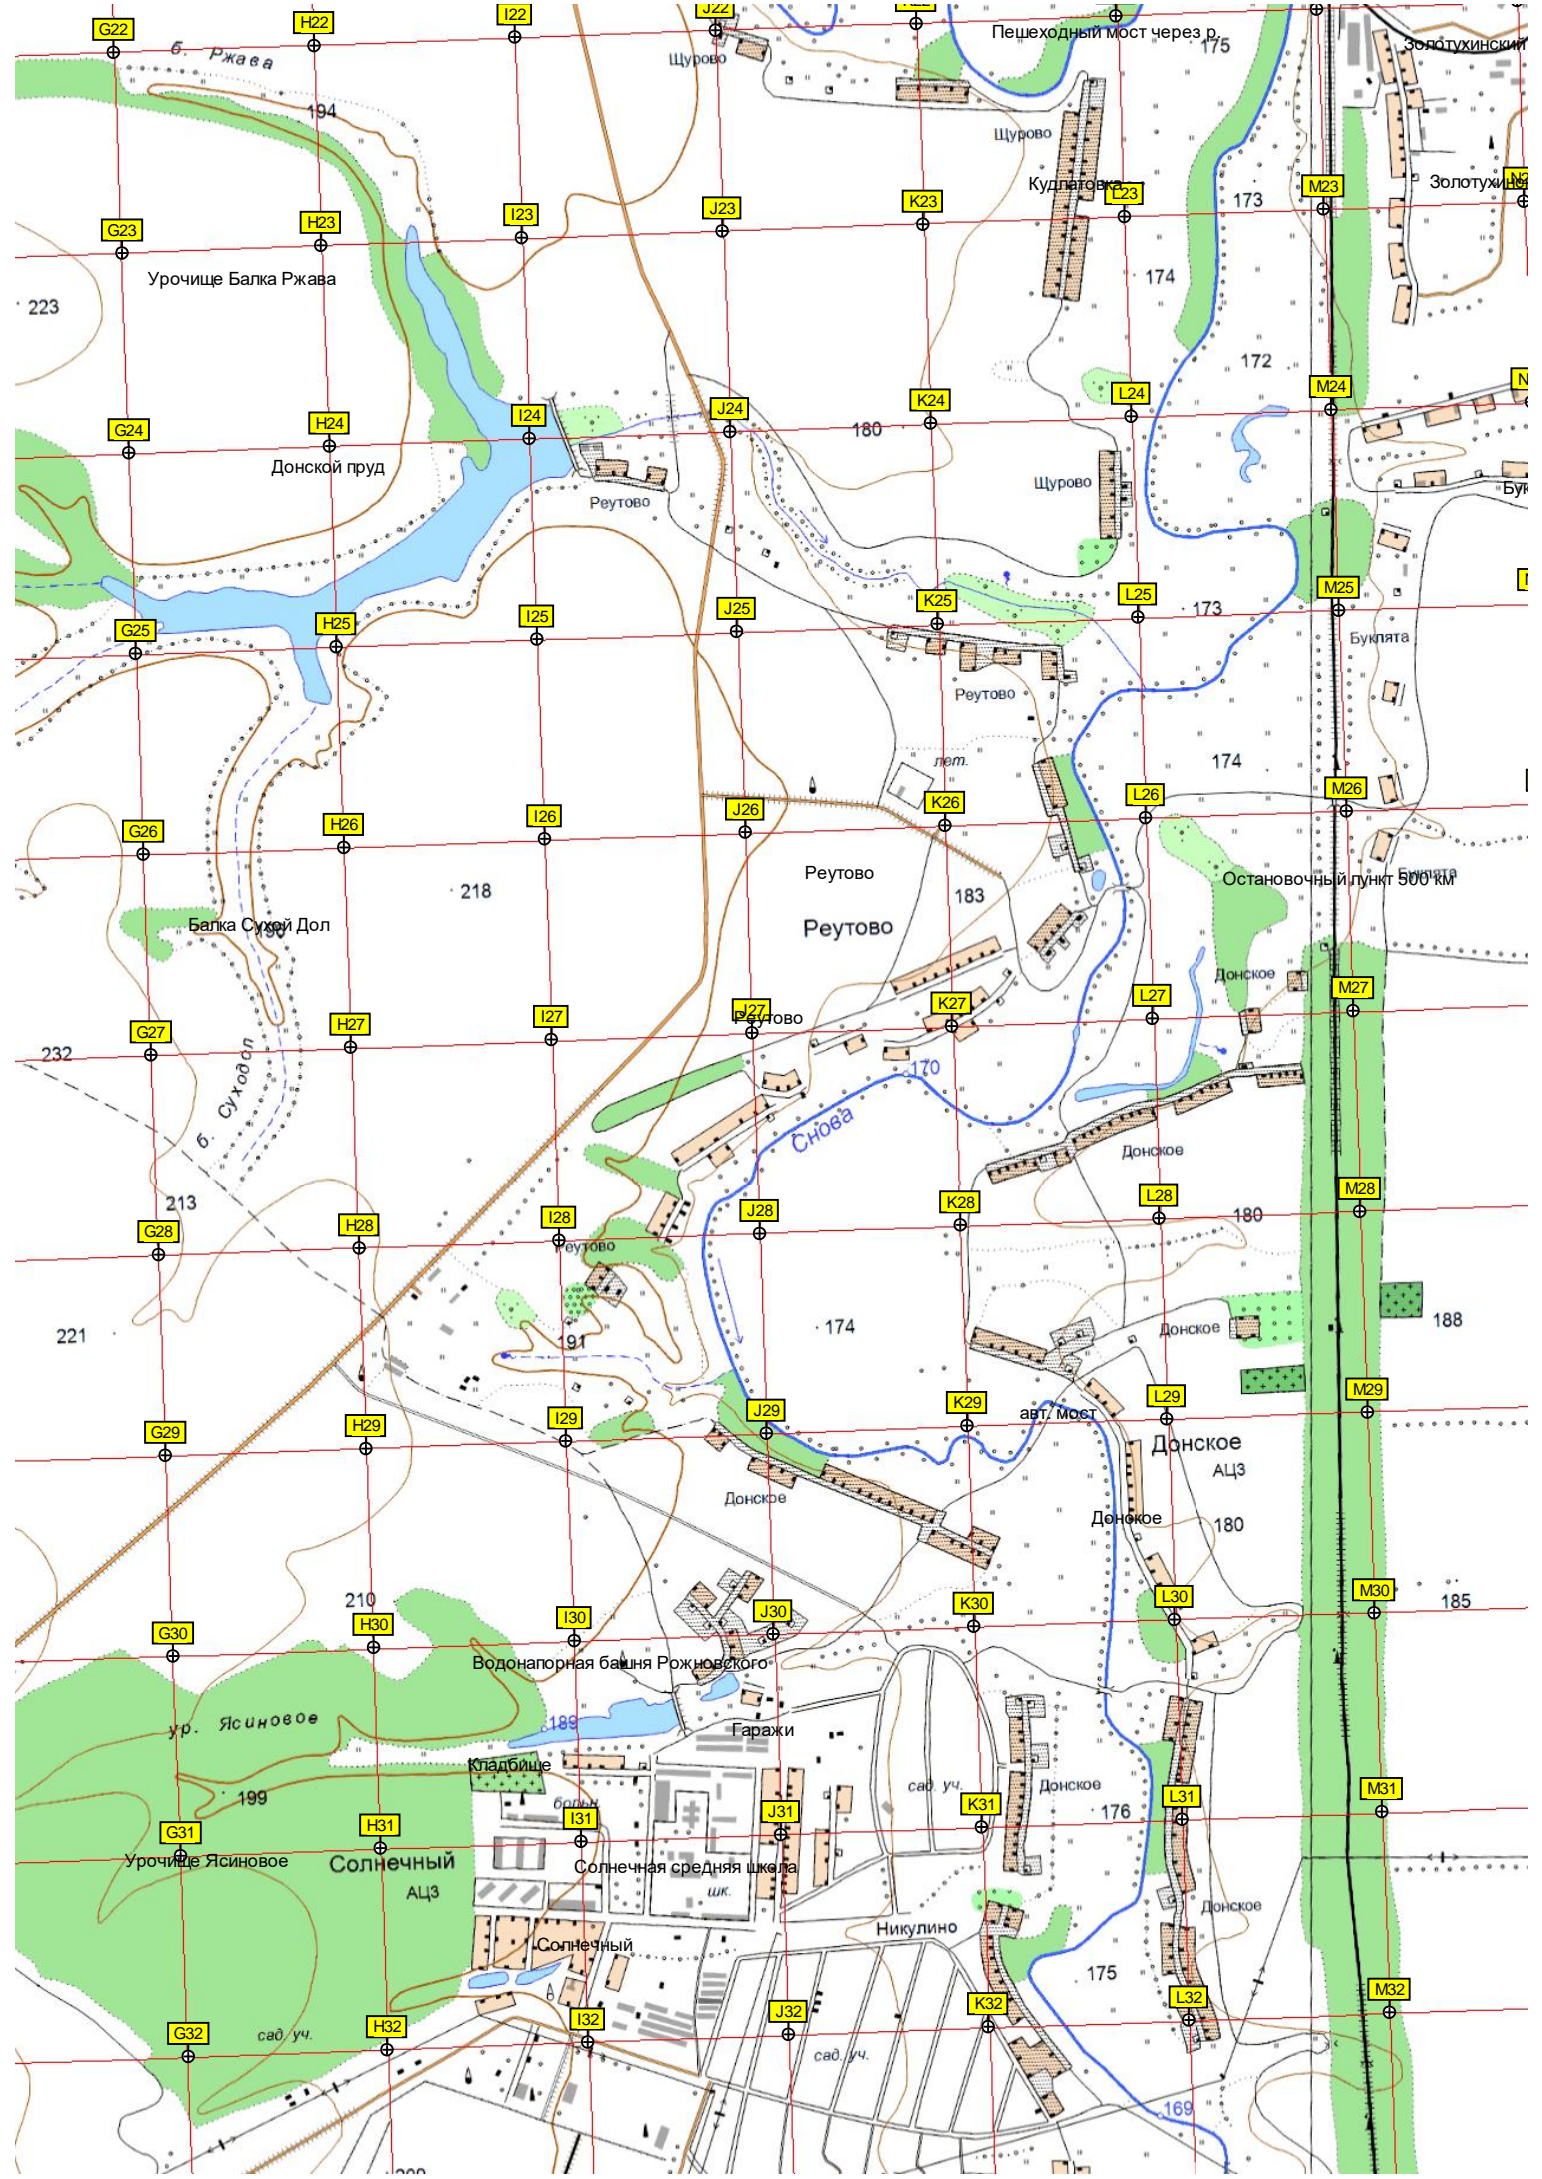 G22
H22
I22
J22
б. Ржава
Щурово
Пешеходный мост через р.
175
Золотухинский
194
Щурово
Кудлатовка
L23
173
M23
G23
H23
I23
J23
K23
Урочище Балка Ржава
174
223
172
G24
H24
I24
J24
K24
L24
M24
180
Донской пруд
Реутово
Щурово
G25
H25
I25
J25
K25
L25
M25
173
Буклята
Реутово
лет.
174
G26
H26
I26
J26
K26
L26
M26
218
Реутово
183
Остановочный пункт 500 км
Буклята
Балка Сухой Дол
Реутово
Донское
G27
H27
I27
J27
K27
L27
M27
Реутово
232
б. Суходол
170
Снова
Донское
213
G28
H28
I28
J28
K28
L28
M28
180
Реутово
221
191
174
Донское
188
G29
H29
I29
J29
K29
L29
M29
авт. мост
Донское
АЦЗ
Донское
Донское
180
210
185
G30
H30
I30
J30
K30
L30
M30
Водонапорная башня Рожновского
ур. Ясиновое
189
Гаражи
Кладбище
199
больн.
сад. уч.
Донское
176
G31
H31
I31
J31
K31
L31
M31
Урочище Ясиновое
Солнечный
АЦЗ
Солнечная средняя школа
шк.
Донское
Никулино
Солнечный
175
G32
H32
I32
J32
K32
L32
M32
сад. уч.
сад. уч.
169